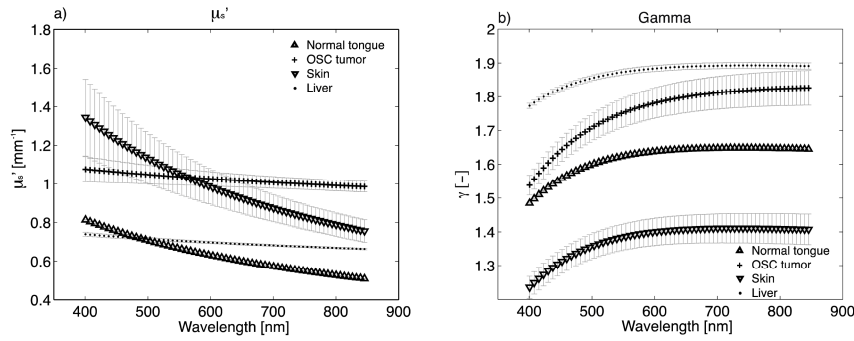 a)
μs'
1.8
1.6
1.4
1.2
1
0.8
0.6
0.4
μs' [mm-1]
400
500
600
700
800
900
Wavelength [nm]
Normal tongue
OSC tumor
Skin
Liver
b)
Gamma
2
1.9
1.8
1.7
1.6
1.5
1.4
1.3
γ [-]
400
500
600
700
800
900
Wavelength [nm]
Normal tongue
OSC tumor
Skin
Liver